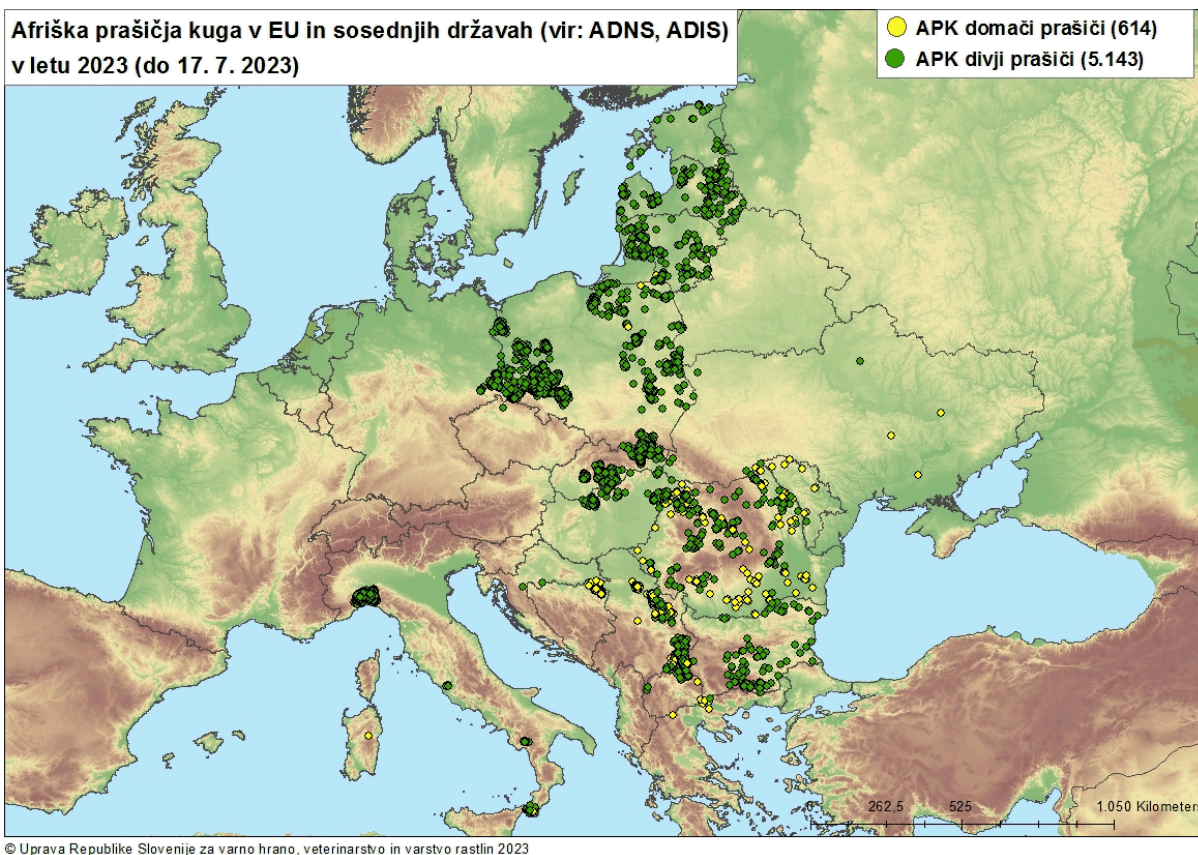 Afriška prašičja kuga v EU in sosednjih državah (vir: ADNS, ADIS)
v letu 2023 (do 17. 7. 2023)
APK domači prašiči (614)
APK divji prašiči (5.143)
0 262,5 525 1.050 Kilometers
© Uprava Republike Slovenije za varno hrano, veterinarstvo in varstvo rastlin 2023